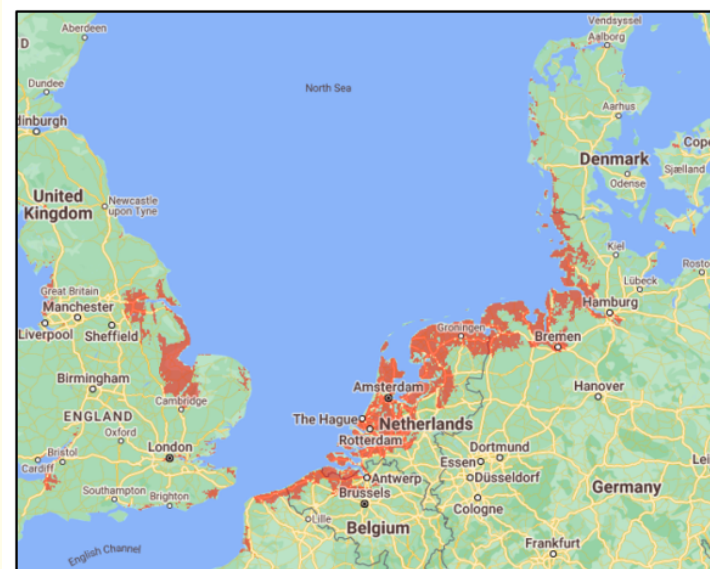 Aberdeen
Vendsyssel
Aalborg
D
Dundee
North Sea
Aarhus
dinburgh
Cope
Denmark
Sjælland
Odense
United
Kingdom
Newcastle
upon Tyne
Kiel
Rosto
Lübeck
Great Britain
Manchester
Hamburg
Liverpool
Sheffield
Groningen
Bremen
Birmingham
Amsterdam
Hanover
Cambridge
ENGLAND
The Hague
Netherlands
Oxford
Rotterdam
London
Dortmund
Bristol
Essen
Lei
Cardiff
Antwerp
Düsseldorf
Southampton
Brighton
Brussels
Germany
Cologne
Lille
Belgium
English Channel
Frankfurt